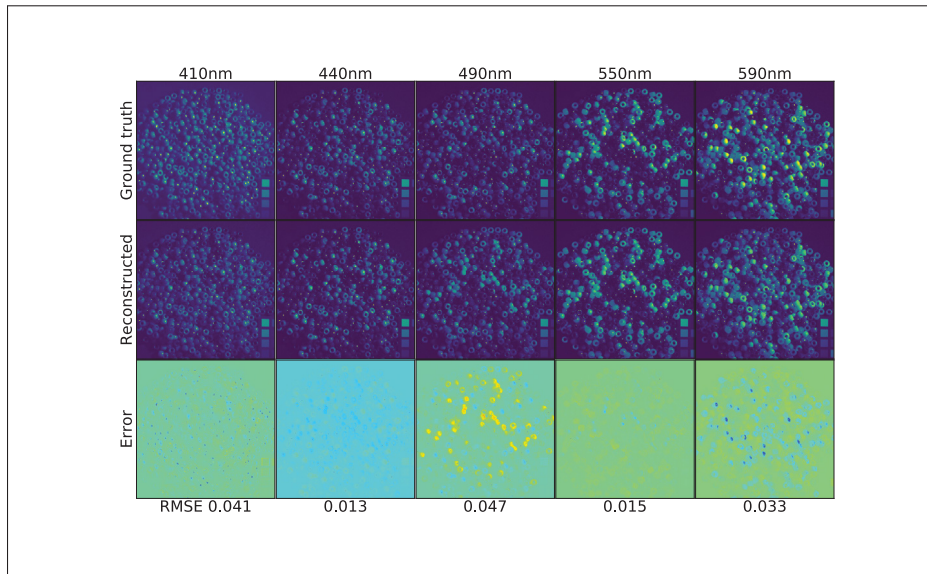 410nm 440nm 490nm 550nm 590nm
Ground truth
Reconstructed
Error
RMSE 0.041 0.013 0.047 0.015 0.033